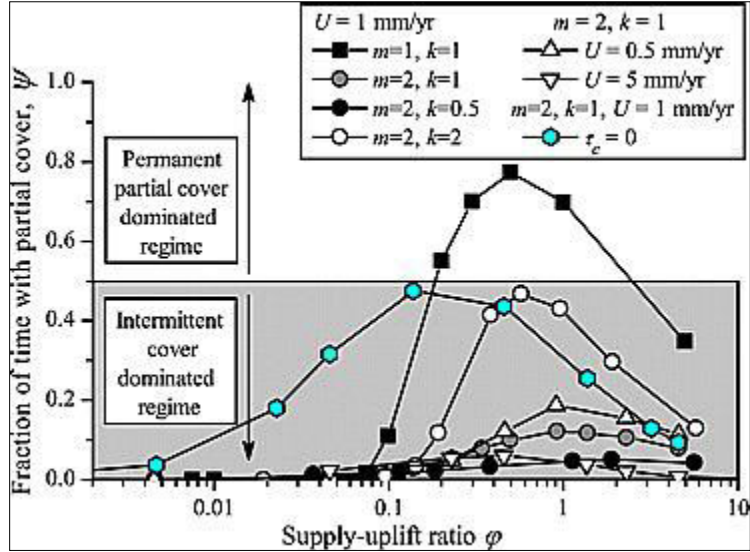 U = 1 mm/yr
m=1, k=1
m=2, k=1
m=2, k=0.5
m=2, k=2
m = 2, k = 1
U = 0.5 mm/yr
U = 5 mm/yr
m=2, k=1, U = 1 mm/yr
τc = 0
Fraction of time with partial cover, Ψ
1.0
0.8
0.6
0.4
0.2
0.0
Permanent
partial cover
dominated
regime
Intermittent
cover
dominated
regime
0.01
0.1
1
10
Supply-uplift ratio φ